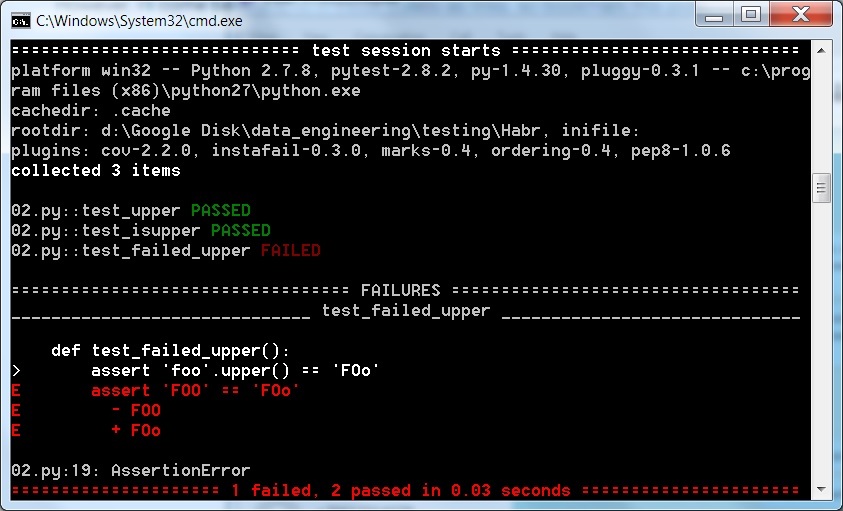 C:\Windows\System32\cmd.exe
============================= test session starts =============================
platform win32 -- Python 2.7.8, pytest-2.8.2, py-1.4.30, pluggy-0.3.1 -- c:\prog
ram files (x86)\python27\python.exe
cachedir: .cache
rootdir: d:\Google Disk\data_engineering\testing\Habr, inifile:
plugins: cov-2.2.0, instafail-0.3.0, marks-0.4, ordering-0.4, pep8-1.0.6
collected 3 items
02.py::test_upper PASSED
02.py::test_isupper PASSED
02.py::test_failed_upper FAILED
================================== FAILURES ===================================
______________________________ test_failed_upper ______________________________
    def test_failed_upper():
>       assert 'foo'.upper() == 'FOo'
E       assert 'FOO' == 'FOo'
E         - FOO
E         + FOo
02.py:19: AssertionError
===================== 1 failed, 2 passed in 0.03 seconds ======================